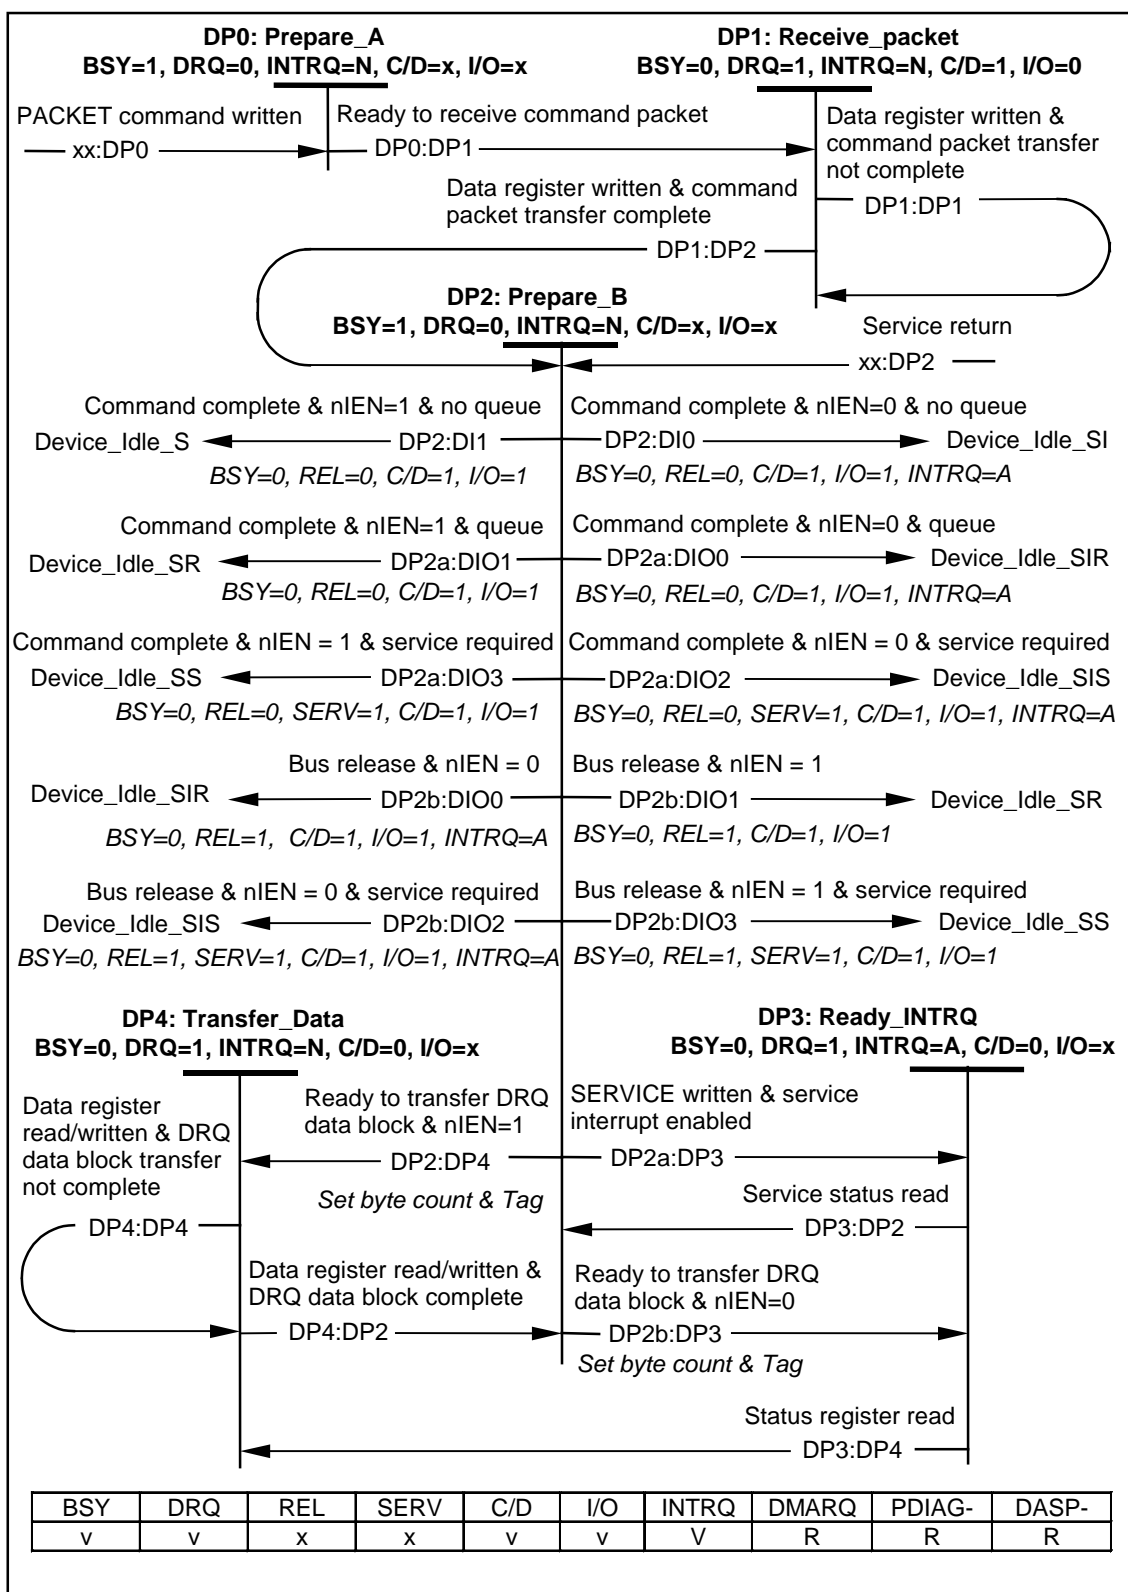 DP0: Prepare_A
BSY=1, DRQ=0, INTRQ=N, C/D=x, I/O=x
DP1: Receive_packet
BSY=0, DRQ=1, INTRQ=N, C/D=1, I/O=0
PACKET command written
xx:DP0
Ready to receive command packet
DP0:DP1
Data register written &
command packet transfer
not complete
DP1:DP1
Data register written & command
packet transfer complete
DP1:DP2
DP2: Prepare_B
BSY=1, DRQ=0, INTRQ=N, C/D=x, I/O=x
Service return
xx:DP2
Command complete & nIEN=1 & no queue
Device_Idle_S
DP2:DI1
BSY=0, REL=0, C/D=1, I/O=1
Command complete & nIEN=0 & no queue
DP2:DI0
Device_Idle_SI
BSY=0, REL=0, C/D=1, I/O=1, INTRQ=A
Command complete & nIEN=1 & queue
Device_Idle_SR
DP2a:DIO1
BSY=0, REL=0, C/D=1, I/O=1
Command complete & nIEN=0 & queue
DP2a:DIO0
Device_Idle_SIR
BSY=0, REL=0, C/D=1, I/O=1, INTRQ=A
Command complete & nIEN = 1 & service required
Device_Idle_SS
DP2a:DIO3
BSY=0, REL=0, SERV=1, C/D=1, I/O=1
Command complete & nIEN = 0 & service required
DP2a:DIO2
Device_Idle_SIS
BSY=0, REL=0, SERV=1, C/D=1, I/O=1, INTRQ=A
Bus release & nIEN = 0
Device_Idle_SIR
DP2b:DIO0
BSY=0, REL=1, C/D=1, I/O=1, INTRQ=A
Bus release & nIEN = 1
DP2b:DIO1
Device_Idle_SR
BSY=0, REL=1, C/D=1, I/O=1
Bus release & nIEN = 0 & service required
Device_Idle_SIS
DP2b:DIO2
BSY=0, REL=1, SERV=1, C/D=1, I/O=1, INTRQ=A
Bus release & nIEN = 1 & service required
DP2b:DIO3
Device_Idle_SS
BSY=0, REL=1, SERV=1, C/D=1, I/O=1
DP4: Transfer_Data
BSY=0, DRQ=1, INTRQ=N, C/D=0, I/O=x
DP3: Ready_INTRQ
BSY=0, DRQ=1, INTRQ=A, C/D=0, I/O=x
Data register
read/written & DRQ
data block transfer
not complete
DP4:DP4
Ready to transfer DRQ
data block & nIEN=1
DP2:DP4
Set byte count & Tag
SERVICE written & service
interrupt enabled
DP2a:DP3
Service status read
DP3:DP2
Data register read/written &
DRQ data block complete
DP4:DP2
Ready to transfer DRQ
data block & nIEN=0
DP2b:DP3
Set byte count & Tag
Status register read
DP3:DP4
BSY DRQ REL SERV C/D I/O INTRQ DMARQ PDIAG- DASP-
v v x x v v V R R R